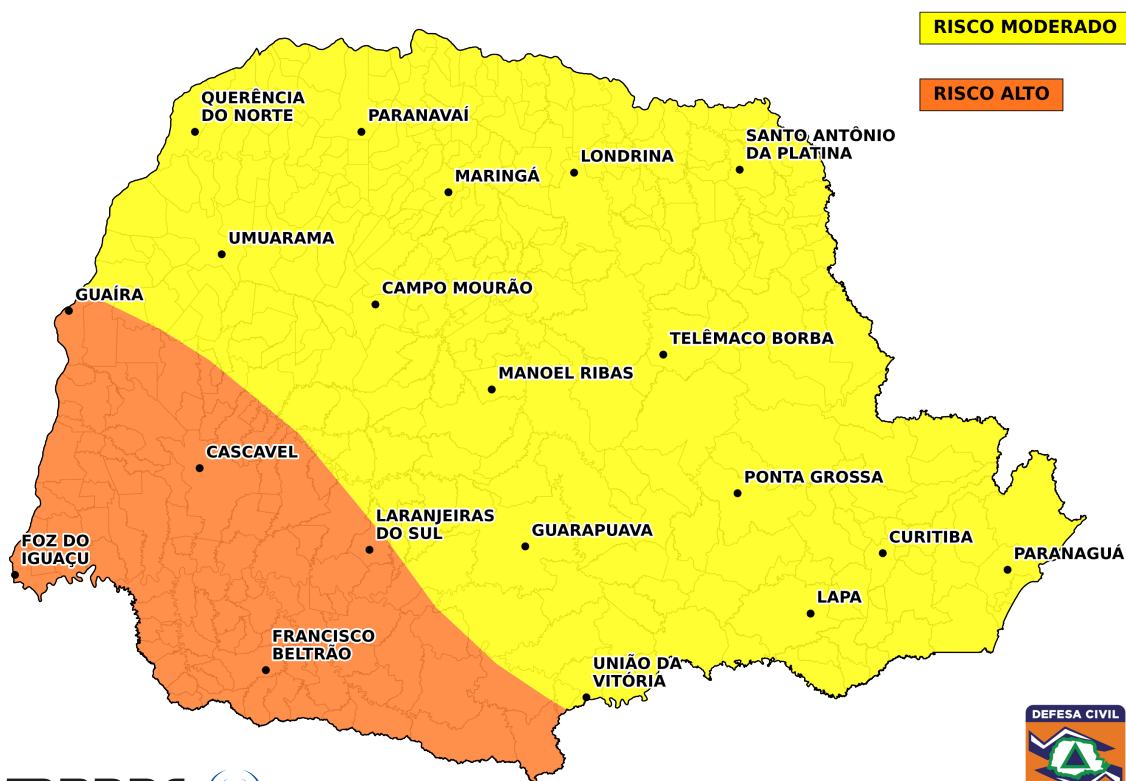 RISCO MODERADO
RISCO ALTO
QUERÊNCIA
DO NORTE
PARANAVAÍ
SANTO ANTÔNIO
DA PLATINA
LONDRINA
MARINGÁ
UMUARAMA
CAMPO MOURÃO
GUAÍRA
TELÊMACO BORBA
MANOEL RIBAS
CASCAVEL
PONTA GROSSA
LARANJEIRAS
DO SUL
GUARAPUAVA
CURITIBA
FOZ DO
IGUAÇU
PARANAGUÁ
LAPA
FRANCISCO
BELTRÃO
UNIÃO DA
VITÓRIA
DEFESA CIVIL